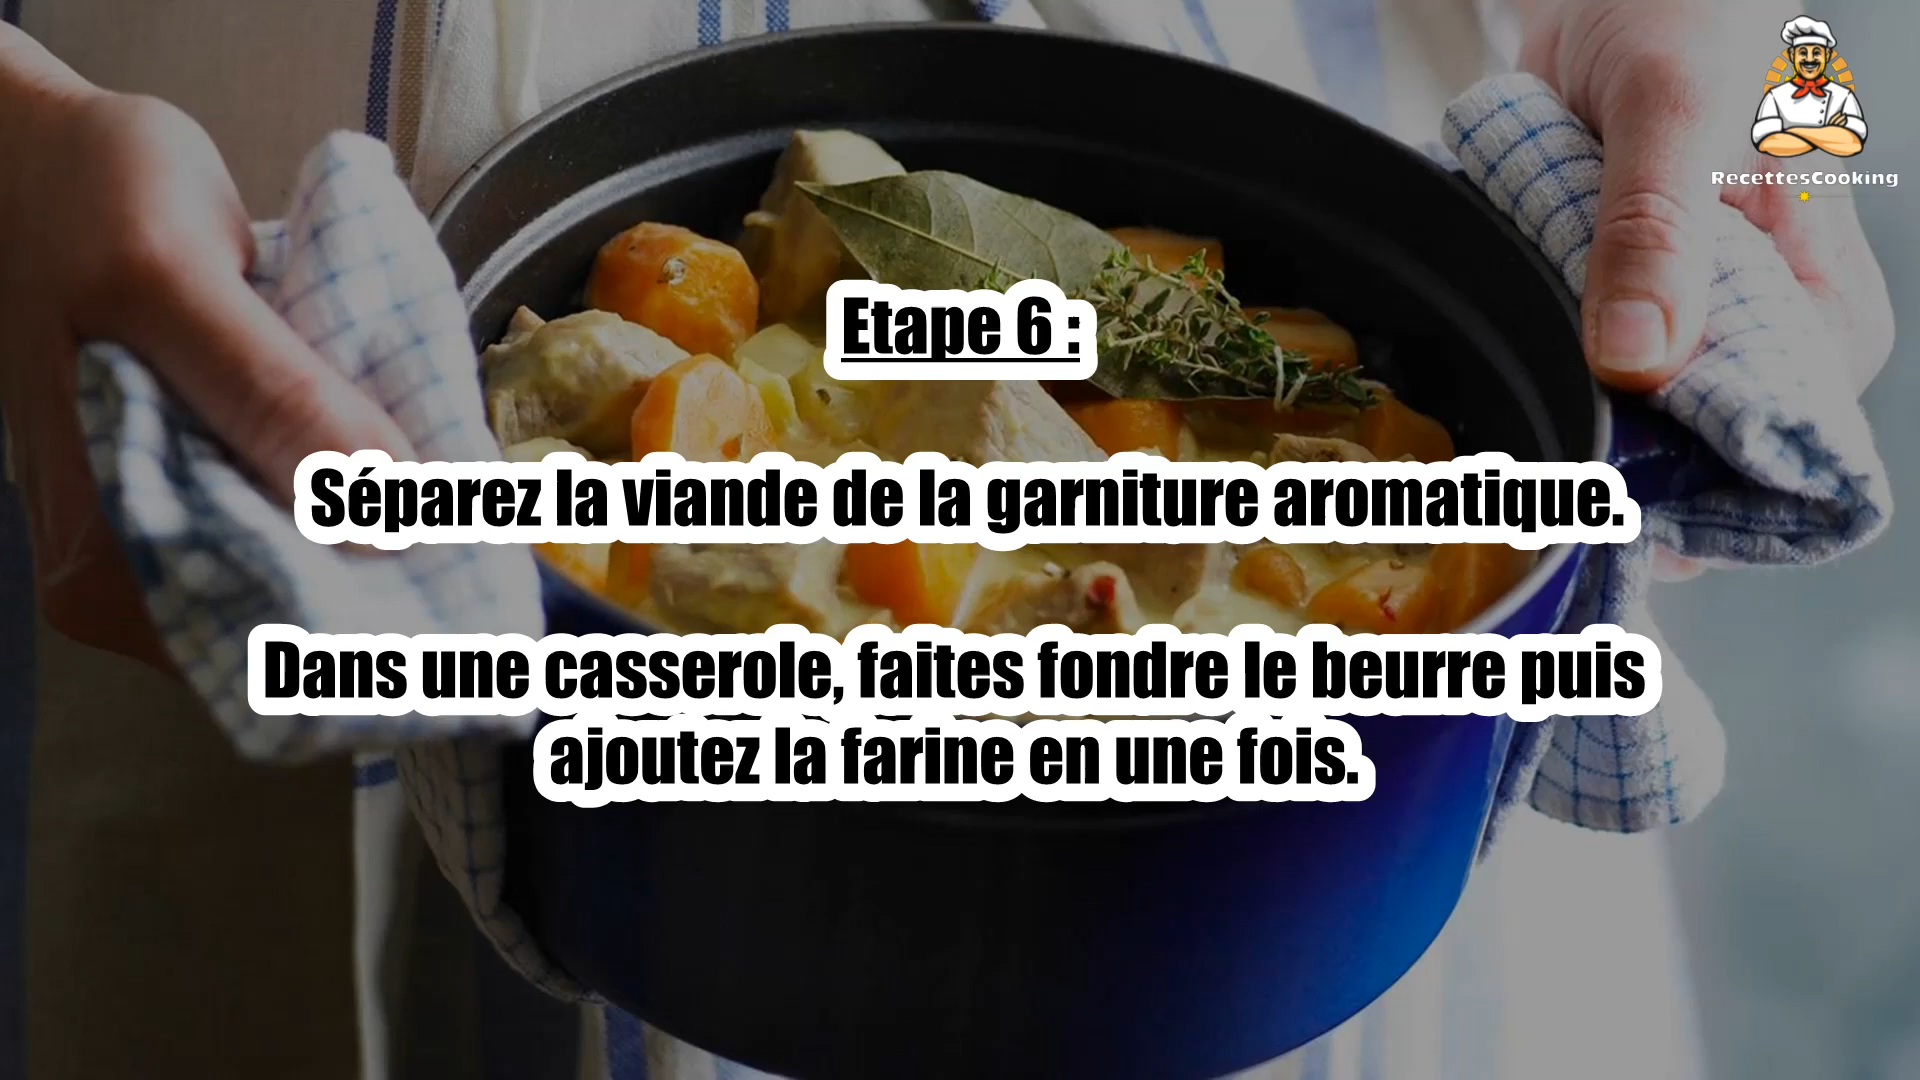 RecettesCooking
Etape 6 :
Séparez la viande de la garniture aromatique.
Dans une casserole, faites fondre le beurre puis
ajoutez la farine en une fois.